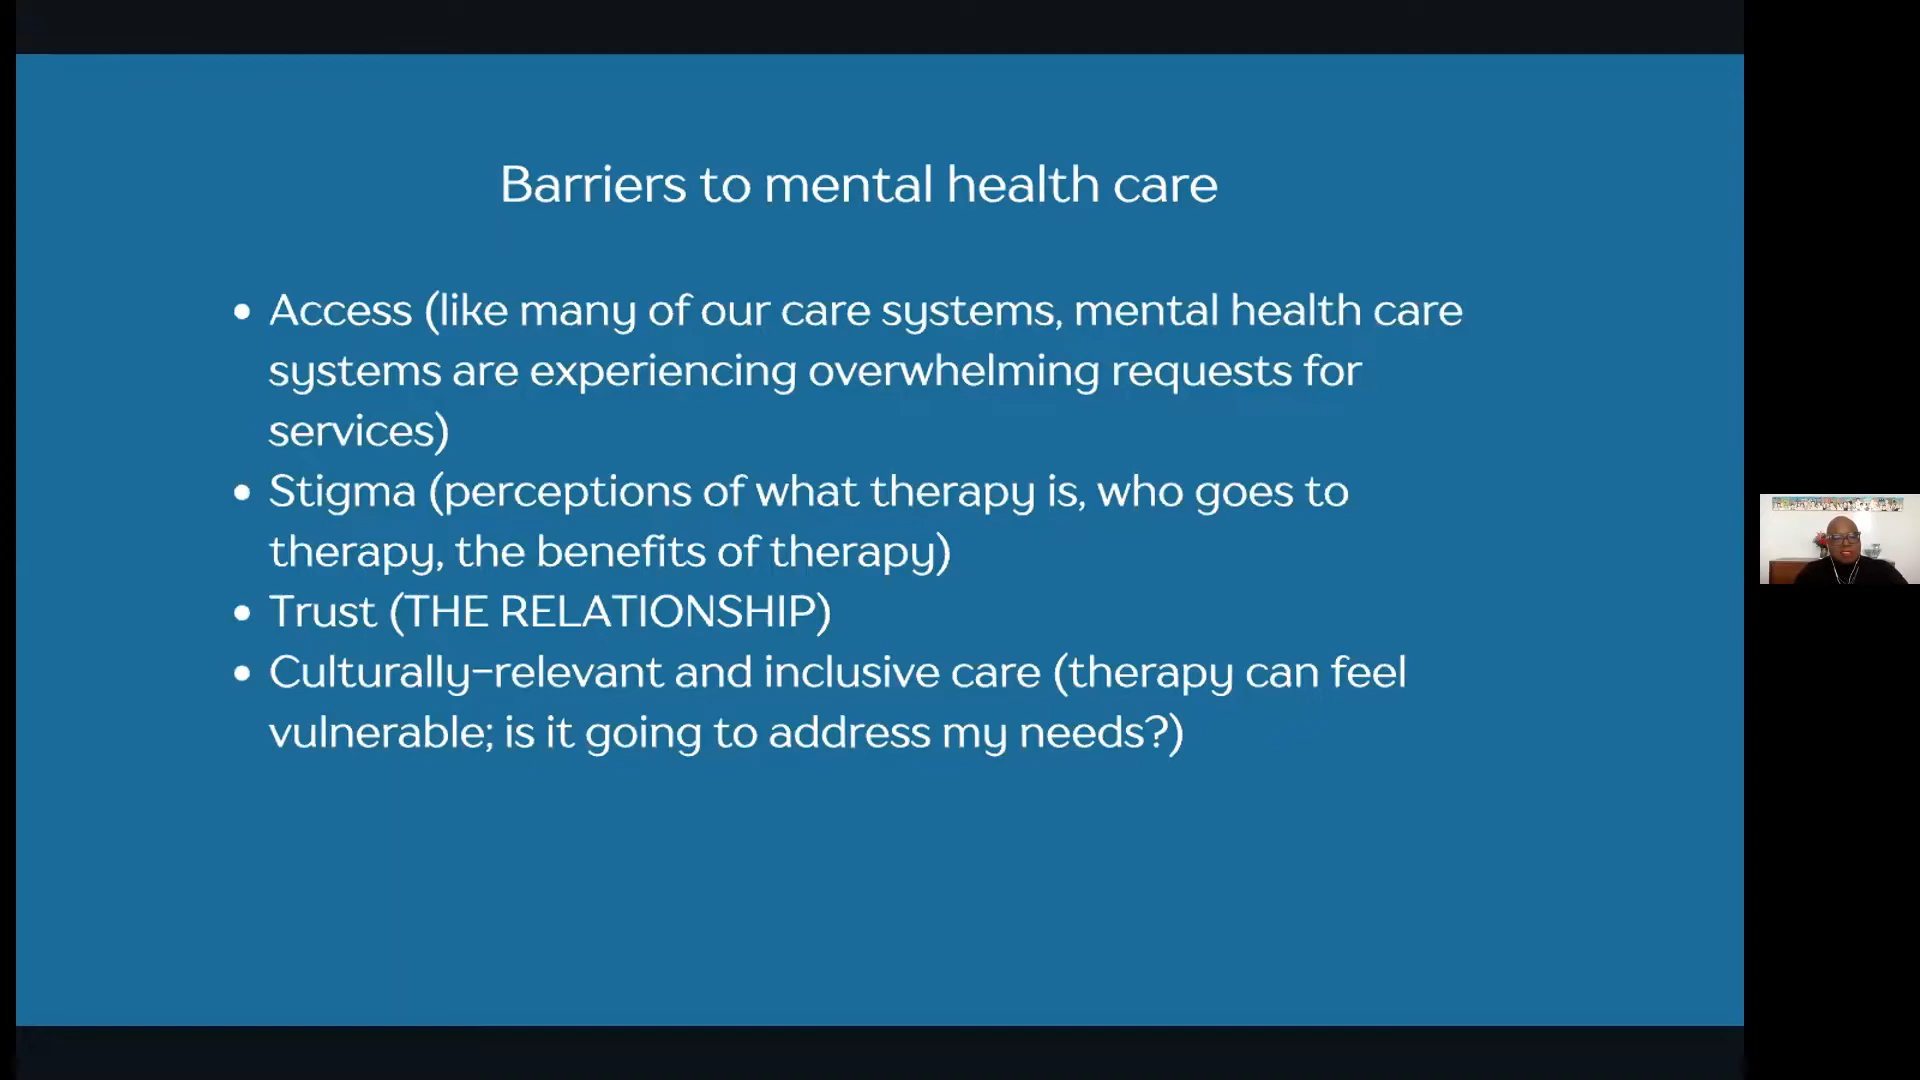 Barriers to mental health care
• Access (like many of our care systems, mental health care
systems are experiencing overwhelming requests for
services)
• Stigma (perceptions of what therapy is, who goes to
therapy, the benefits of therapy)
• Trust (THE RELATIONSHIP)
• Culturally-relevant and inclusive care (therapy can feel
vulnerable; is it going to address my needs?)